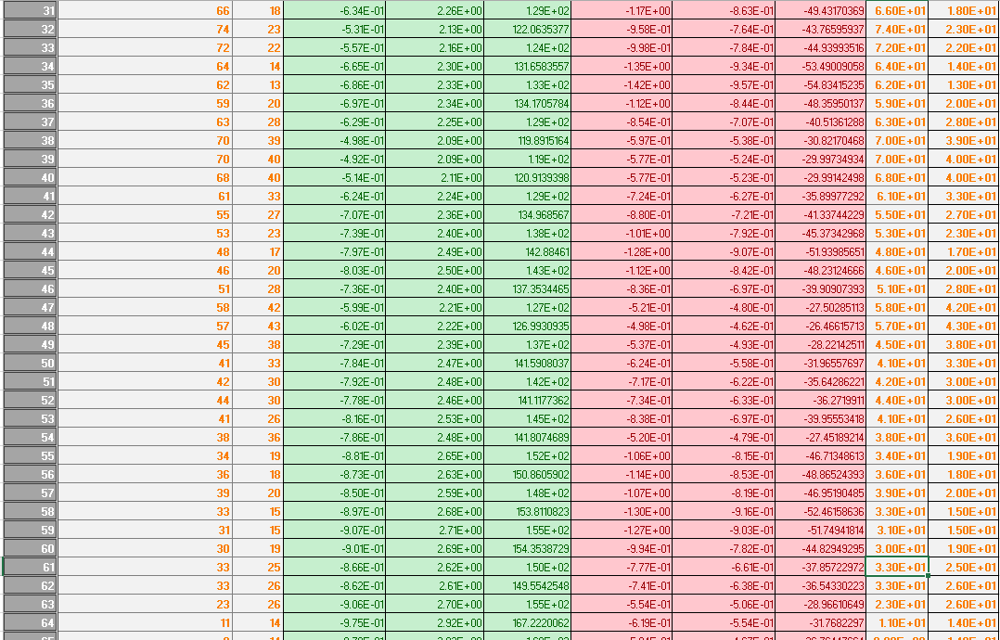 31 66 18 -6.34E-01 2.26E+00 1.29E+02 -1.17E+00 -8.63E-01 -49.43170369 6.60E+01 1.80E+01
32 74 23 -5.31E-01 2.13E+00 122.0635377 -9.58E-01 -7.64E-01 -43.76595937 7.40E+01 2.30E+01
33 72 22 -5.57E-01 2.16E+00 1.24E+02 -9.98E-01 -7.84E-01 -44.93993516 7.20E+01 2.20E+01
34 64 14 -6.65E-01 2.30E+00 131.6583557 -1.35E+00 -9.34E-01 -53.49009058 6.40E+01 1.40E+01
35 62 13 -6.86E-01 2.33E+00 1.33E+02 -1.42E+00 -9.57E-01 -54.83415235 6.20E+01 1.30E+01
36 59 20 -6.97E-01 2.34E+00 134.1705784 -1.12E+00 -8.44E-01 -48.35950137 5.90E+01 2.00E+01
37 63 28 -6.29E-01 2.25E+00 1.29E+02 -8.54E-01 -7.07E-01 -40.51361288 6.30E+01 2.80E+01
38 70 39 -4.98E-01 2.09E+00 119.8915164 -5.97E-01 -5.38E-01 -30.82170468 7.00E+01 3.90E+01
39 70 40 -4.92E-01 2.09E+00 1.19E+02 -5.77E-01 -5.24E-01 -29.99734934 7.00E+01 4.00E+01
40 68 40 -5.14E-01 2.11E+00 120.9139398 -5.77E-01 -5.23E-01 -29.99142498 6.80E+01 4.00E+01
41 61 33 -6.24E-01 2.24E+00 1.29E+02 -7.24E-01 -6.27E-01 -35.89977292 6.10E+01 3.30E+01
42 55 27 -7.07E-01 2.36E+00 134.968567 -8.80E-01 -7.21E-01 -41.33744229 5.50E+01 2.70E+01
43 53 23 -7.39E-01 2.40E+00 1.38E+02 -1.01E+00 -7.92E-01 -45.37342968 5.30E+01 2.30E+01
44 48 17 -7.97E-01 2.49E+00 142.88461 -1.28E+00 -9.07E-01 -51.93985651 4.80E+01 1.70E+01
45 46 20 -8.03E-01 2.50E+00 1.43E+02 -1.12E+00 -8.42E-01 -48.23124666 4.60E+01 2.00E+01
46 51 28 -7.36E-01 2.40E+00 137.3534465 -8.36E-01 -6.97E-01 -39.90907393 5.10E+01 2.80E+01
47 58 42 -5.99E-01 2.21E+00 1.27E+02 -5.21E-01 -4.80E-01 -27.50285113 5.80E+01 4.20E+01
48 57 43 -6.02E-01 2.22E+00 126.9930935 -4.98E-01 -4.62E-01 -26.46615713 5.70E+01 4.30E+01
49 45 38 -7.29E-01 2.39E+00 1.37E+02 -5.37E-01 -4.93E-01 -28.22142511 4.50E+01 3.80E+01
50 41 33 -7.84E-01 2.47E+00 141.5908037 -6.24E-01 -5.58E-01 -31.96557697 4.10E+01 3.30E+01
51 42 30 -7.92E-01 2.48E+00 1.42E+02 -7.17E-01 -6.22E-01 -35.64286221 4.20E+01 3.00E+01
52 44 30 -7.78E-01 2.46E+00 141.1177362 -7.34E-01 -6.33E-01 -36.2719911 4.40E+01 3.00E+01
53 41 26 -8.16E-01 2.53E+00 1.45E+02 -8.38E-01 -6.97E-01 -39.95553418 4.10E+01 2.60E+01
54 38 36 -7.86E-01 2.48E+00 141.8074689 -5.20E-01 -4.79E-01 -27.45189214 3.80E+01 3.60E+01
55 34 19 -8.81E-01 2.65E+00 1.52E+02 -1.06E+00 -8.15E-01 -46.71348613 3.40E+01 1.90E+01
56 36 18 -8.73E-01 2.63E+00 150.8605902 -1.14E+00 -8.53E-01 -48.86524393 3.60E+01 1.80E+01
57 39 20 -8.50E-01 2.59E+00 1.48E+02 -1.07E+00 -8.19E-01 -46.95190485 3.90E+01 2.00E+01
58 33 15 -8.97E-01 2.68E+00 153.8110823 -1.30E+00 -9.16E-01 -52.46158636 3.30E+01 1.50E+01
59 31 15 -9.07E-01 2.71E+00 1.55E+02 -1.27E+00 -9.03E-01 -51.74941814 3.10E+01 1.50E+01
60 30 19 -9.01E-01 2.69E+00 154.3538729 -9.94E-01 -7.82E-01 -44.82949295 3.00E+01 1.90E+01
61 33 25 -8.66E-01 2.62E+00 1.50E+02 -7.77E-01 -6.61E-01 -37.85722972 3.30E+01 2.50E+01
62 33 26 -8.62E-01 2.61E+00 149.5542548 -7.41E-01 -6.38E-01 -36.54330223 3.30E+01 2.60E+01
63 23 26 -9.06E-01 2.70E+00 1.55E+02 -5.54E-01 -5.06E-01 -28.96610649 2.30E+01 2.60E+01
64 11 14 -9.75E-01 2.92E+00 167.2220062 -6.19E-01 -5.54E-01 -31.7682297 1.10E+01 1.40E+01